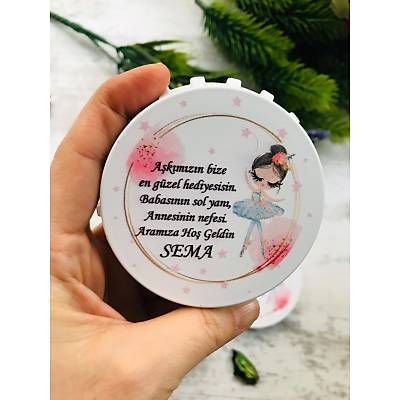 Aşkımızın bize
en güzel hediyesisin.
Babasının sol yanı,
Annesinin nefesi.
Aramıza Hoş Geldin
SEMA